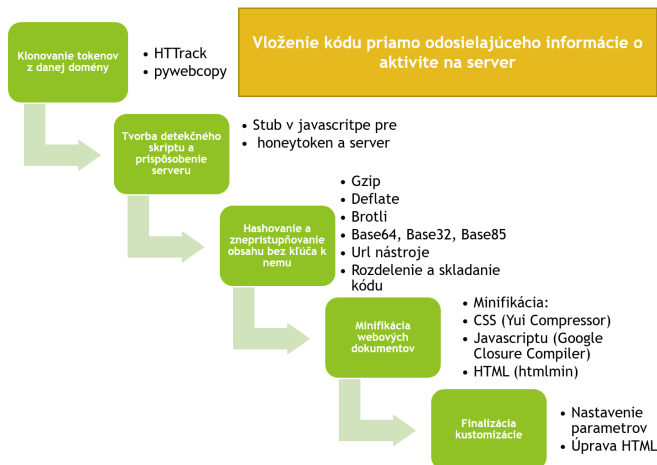 Vloženie kódu priamo odosielajúceho informácie o
aktivite na server
Klonovanie tokenov
z danej domény
• HTTrack
• pywebcopy
Tvorba detekčného
skriptu a
prispôsobenie
serveru
• Stub v javascritpe pre
• honeytoken a server
Hashovanie a
zneprístupňovanie
obsahu bez kľúča k
nemu
• Gzip
• Deflate
• Brotli
• Base64, Base32, Base85
• Url nástroje
• Rozdelenie a skladanie
kódu
Minifikácia
webových
dokumentov
• Minifikácia:
• CSS (Yui Compressor)
• Javascriptu (Google
Closure Compiler)
• HTML (htmlmin)
Finalizácia
kustomizácie
• Nastavenie
parametrov
• Úprava HTML